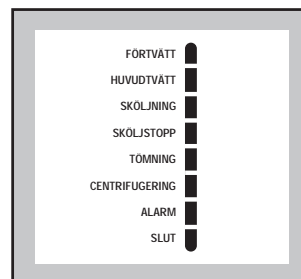 FÖRTVÄTT
HUVUDTVÄTT
SKÖLJNING
SKÖLJSTOPP
TÖMNING
CENTRIFUGERING
ALARM
SLUT